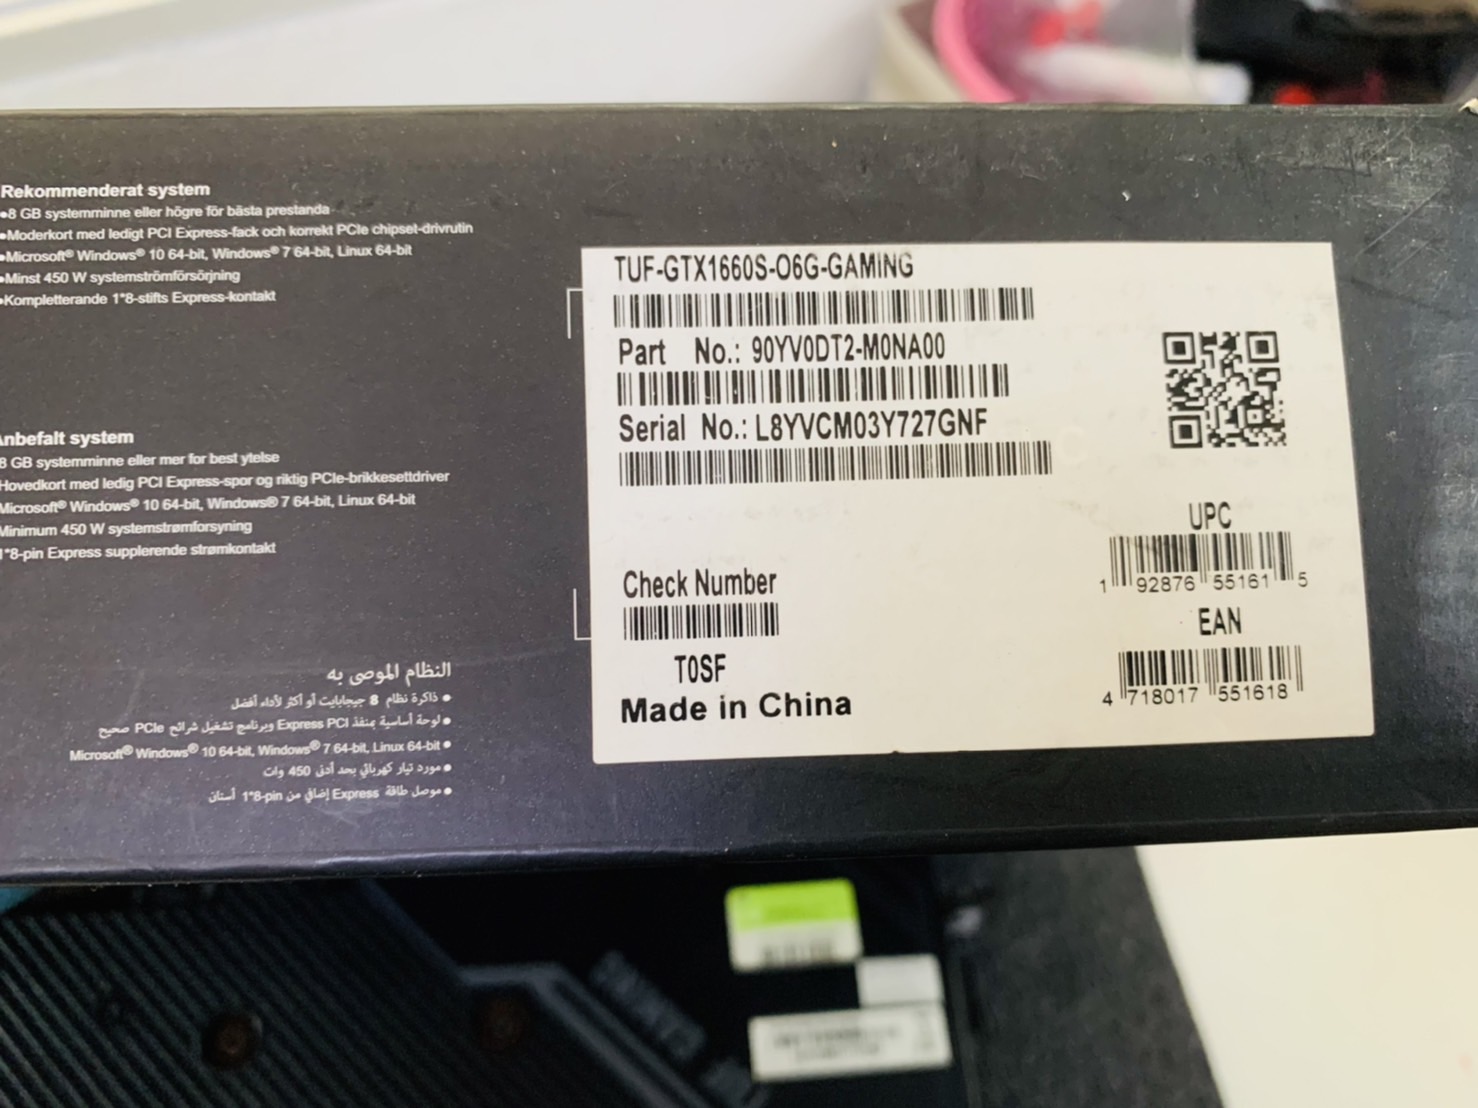 Rekommenderat system
•8 GB systemminne eller högre för bästa prestanda
•Moderkort med ledigt PCI Express-fack och korrekt PCIe chipset-drivrutin
•Microsoft® Windows® 10 64-bit, Windows® 7 64-bit, Linux 64-bit
•Minst 450 W systemströmförsörjning
•Kompletterande 1*8-stifts Express-kontakt
nbefalt system
8 GB systemminne eller mer for best ytelse
Hovedkort med ledig PCI Express-spor og riktig PCIe-brikkesettdriver
Microsoft® Windows® 10 64-bit, Windows® 7 64-bit, Linux 64-bit
Minimum 450 W systemstrømforsyning
1*8-pin Express supplerende strømkontakt
النظام الموصى به
• ذاكرة نظام 8 جيجابايت أو أكثر لأداء أفضل
• لوحة أساسية بمنفذ Express PCI وبرنامج تشغيل شرائح PCIe صحيح
Microsoft® Windows® 10 64-bit, Windows® 7 64-bit, Linux 64-bit •
• مورد تيار كهربائي بحد أدنى 450 وات
• موصل طاقة Express إضافي من 1*8-pin أسنان
TUF-GTX1660S-O6G-GAMING
Part No.: 90YV0DT2-M0NA00
Serial No.: L8YVCM03Y727GNF
Check Number
T0SF
Made in China
UPC
1 92876 55161 5
EAN
4 718017 551618